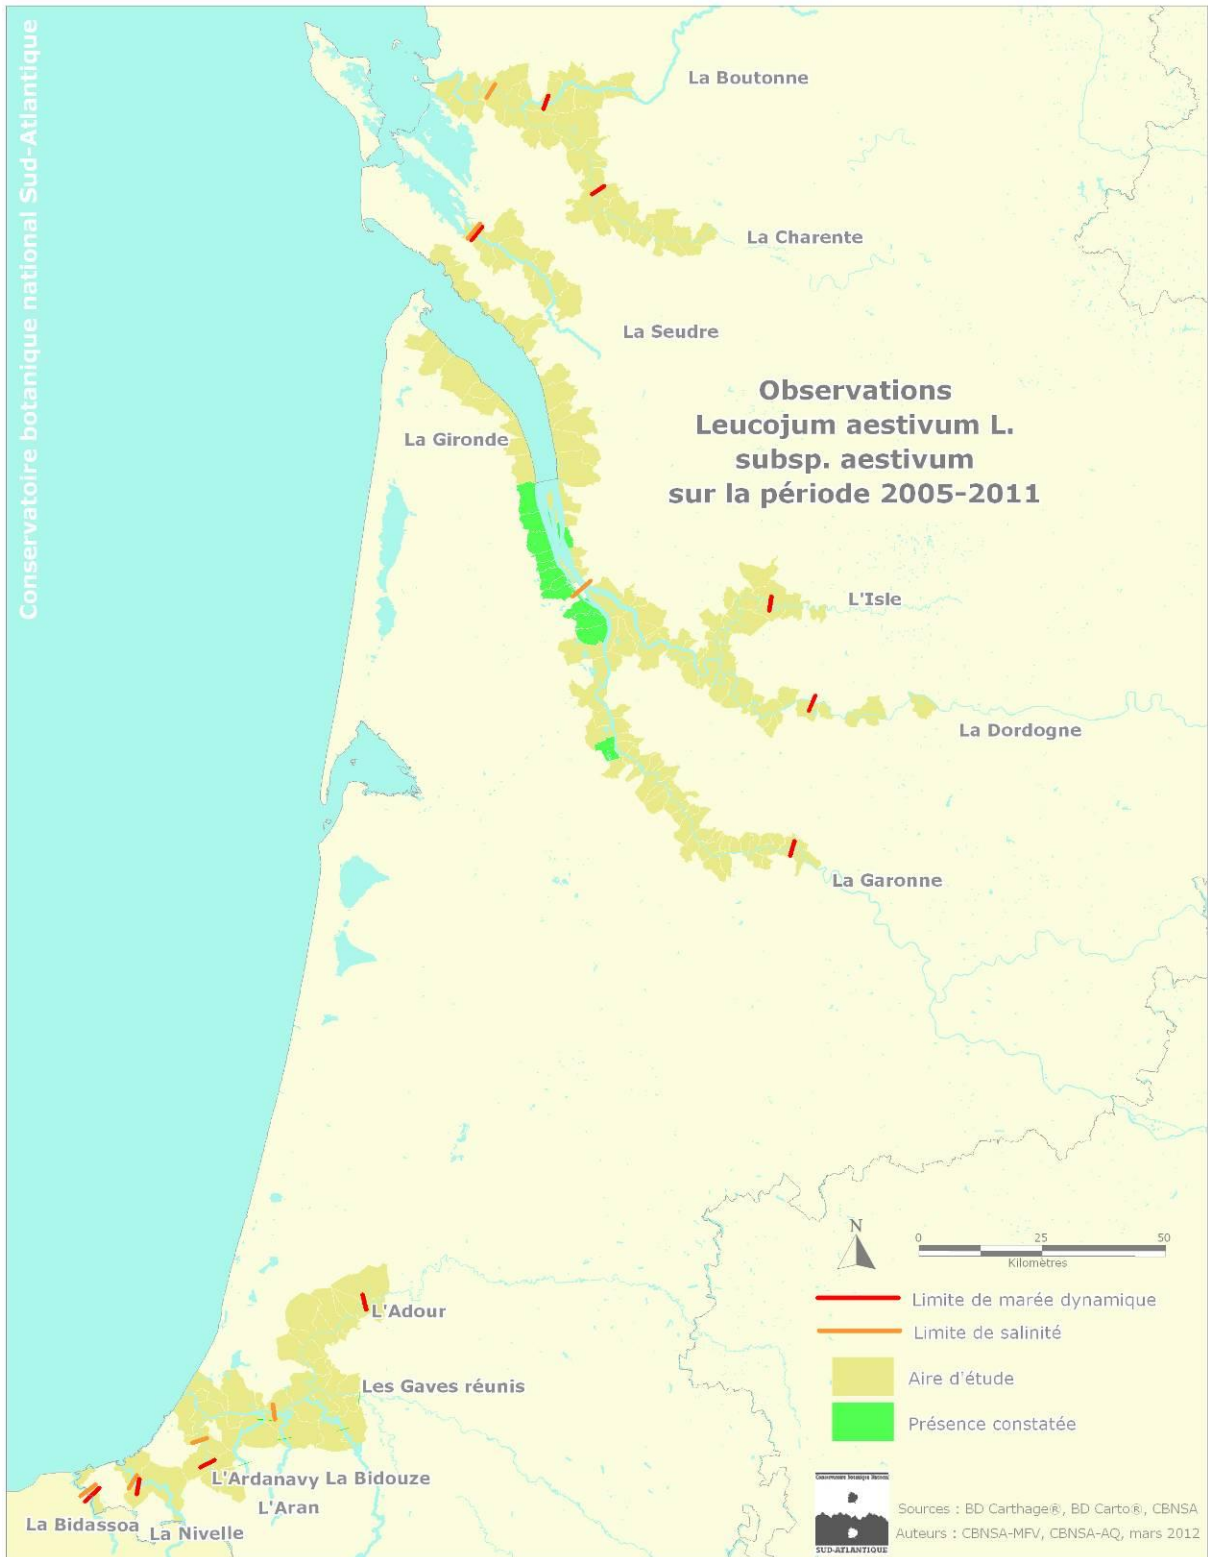 Conservatoire botanique national Sud-Atlantique
La Boutonne
La Charente
La Seudre
Observations
Leucojum aestivum L.
subsp. aestivum
sur la période 2005-2011
La Gironde
L'Isle
La Dordogne
La Garonne
N
0 25 50
Kilomètres
Limite de marée dynamique
Limite de salinité
Aire d'étude
Présence constatée
L'Adour
Les Gaves réunis
L'Ardanavy La Bidouze
L'Aran
La Bidassoa La Nivelle
Conservatoire Botanique National
SUD-ATLANTIQUE
Sources : BD Carthage®, BD Carto®, CBNSA
Auteurs : CBNSA-MFV, CBNSA-AQ, mars 2012